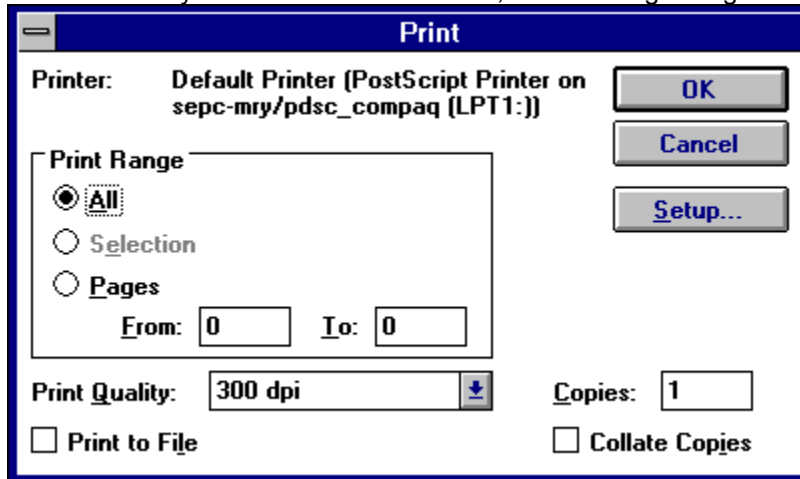 Print
Printer: Default Printer (PostScript Printer on
sepc-mry/pdsc_compaq (LPT1:))
OK
Cancel
Setup...
Print Range
All
Selection
Pages
From: 0 To: 0
Print Quality: 300 dpi
Copies: 1
Print to File
Collate Copies